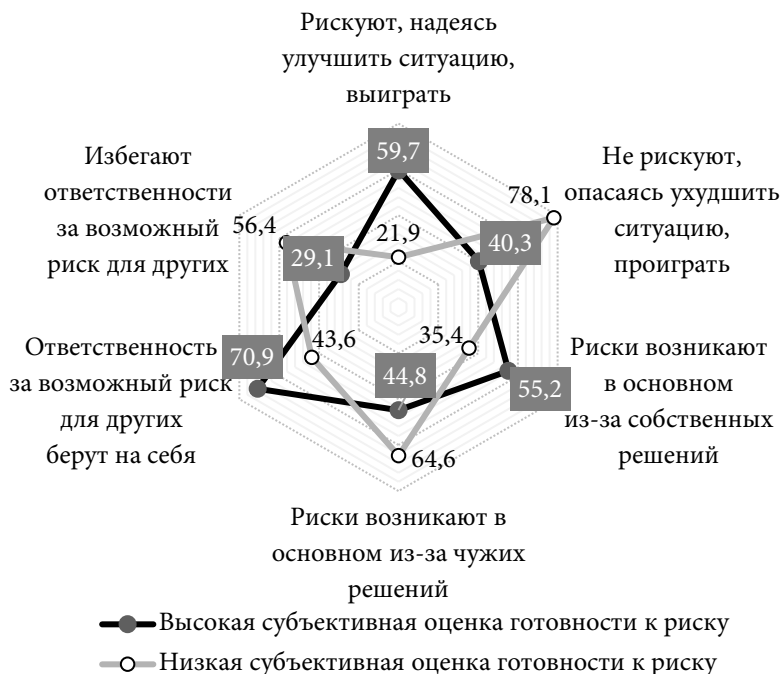 Рискуют, надеясь
улучшить ситуацию,
выиграть
59,7
Не рискуют,
опасаясь ухудшить
ситуацию,
проиграть
78,1
40,3
Избегают
ответственности
за возможный
риск для других
56,4
29,1
21,9
Ответственность
за возможный риск
для других
берут на себя
70,9
43,6
35,4
44,8
55,2
Риски возникают
в основном
из-за собственных
решений
64,6
Риски возникают в
основном из-за чужих
решений
Высокая субъективная оценка готовности к риску
Низкая субъективная оценка готовности к риску